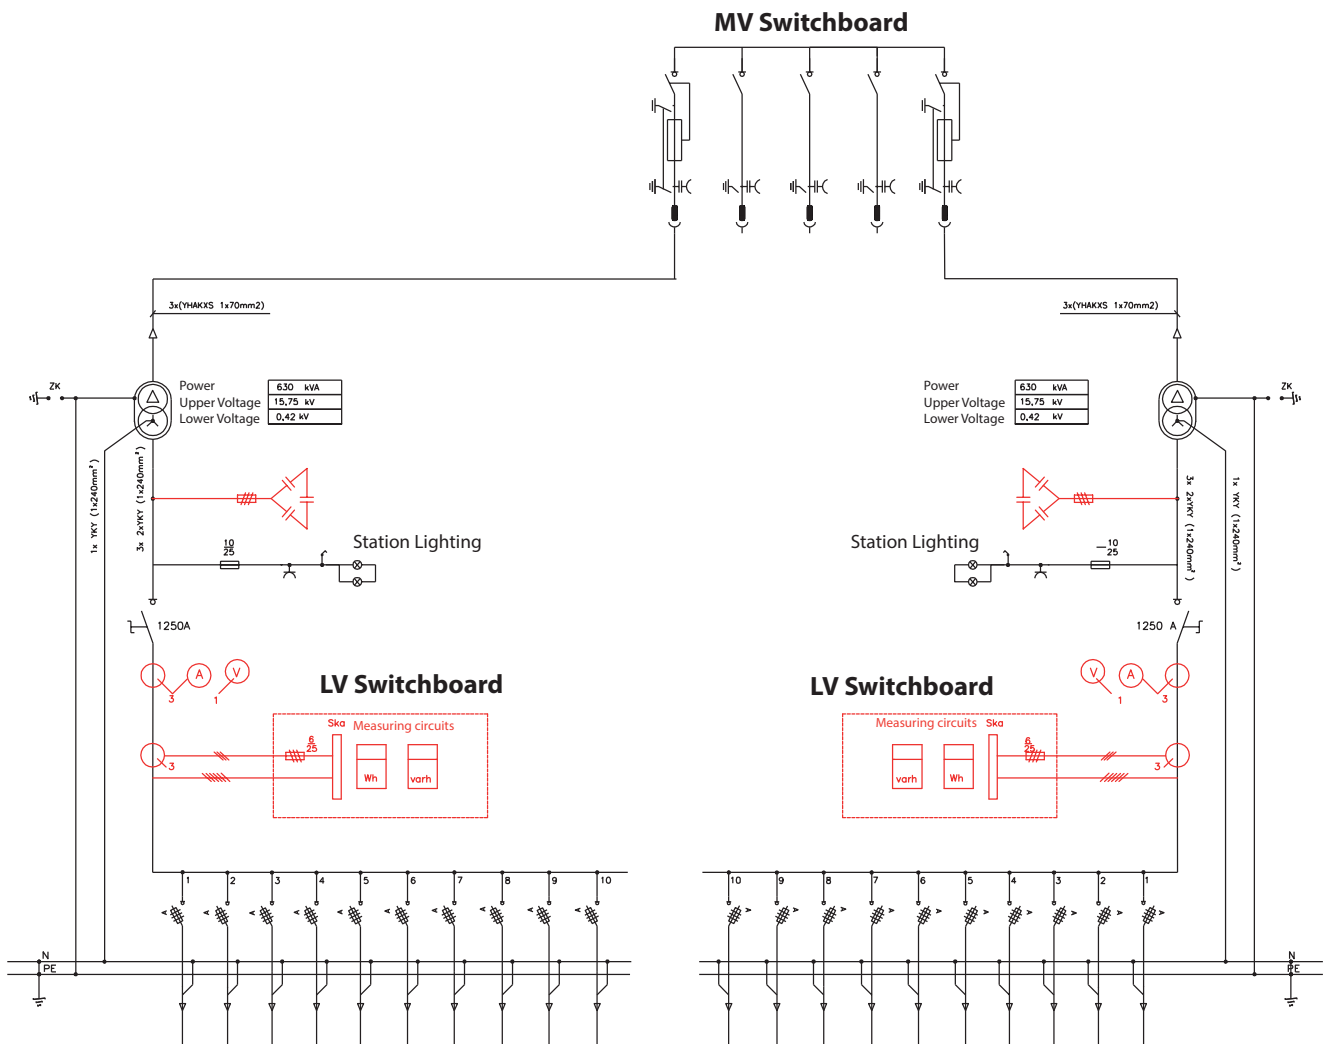 MV Switchboard
3x(YHAKXS 1x70mm2)
3x(YHAKXS 1x70mm2)
ZK
Power 630 kVA
Upper Voltage 15,75 kV
Lower Voltage 0,42 kV
Power 630 kVA
Upper Voltage 15,75 kV
Lower Voltage 0,42 kV
ZK
1x YKY (1x240mm²)
3x 2xYKY (1x240mm²)
3x 2xYKY (1x240mm²)
1x YKY (1x240mm²)
10
25
Station Lighting
Station Lighting
10
25
1250A
1250 A
A
V
3
1
LV Switchboard
LV Switchboard
V
A
1
3
Ska
Measuring circuits
6
25
3
Wh
varh
Measuring circuits
Ska
6
25
3
varh
Wh
1 2 3 4 5 6 7 8 9 10
10 9 8 7 6 5 4 3 2 1
A A A A A A A A A A
A A A A A A A A A A
N
PE
N
PE